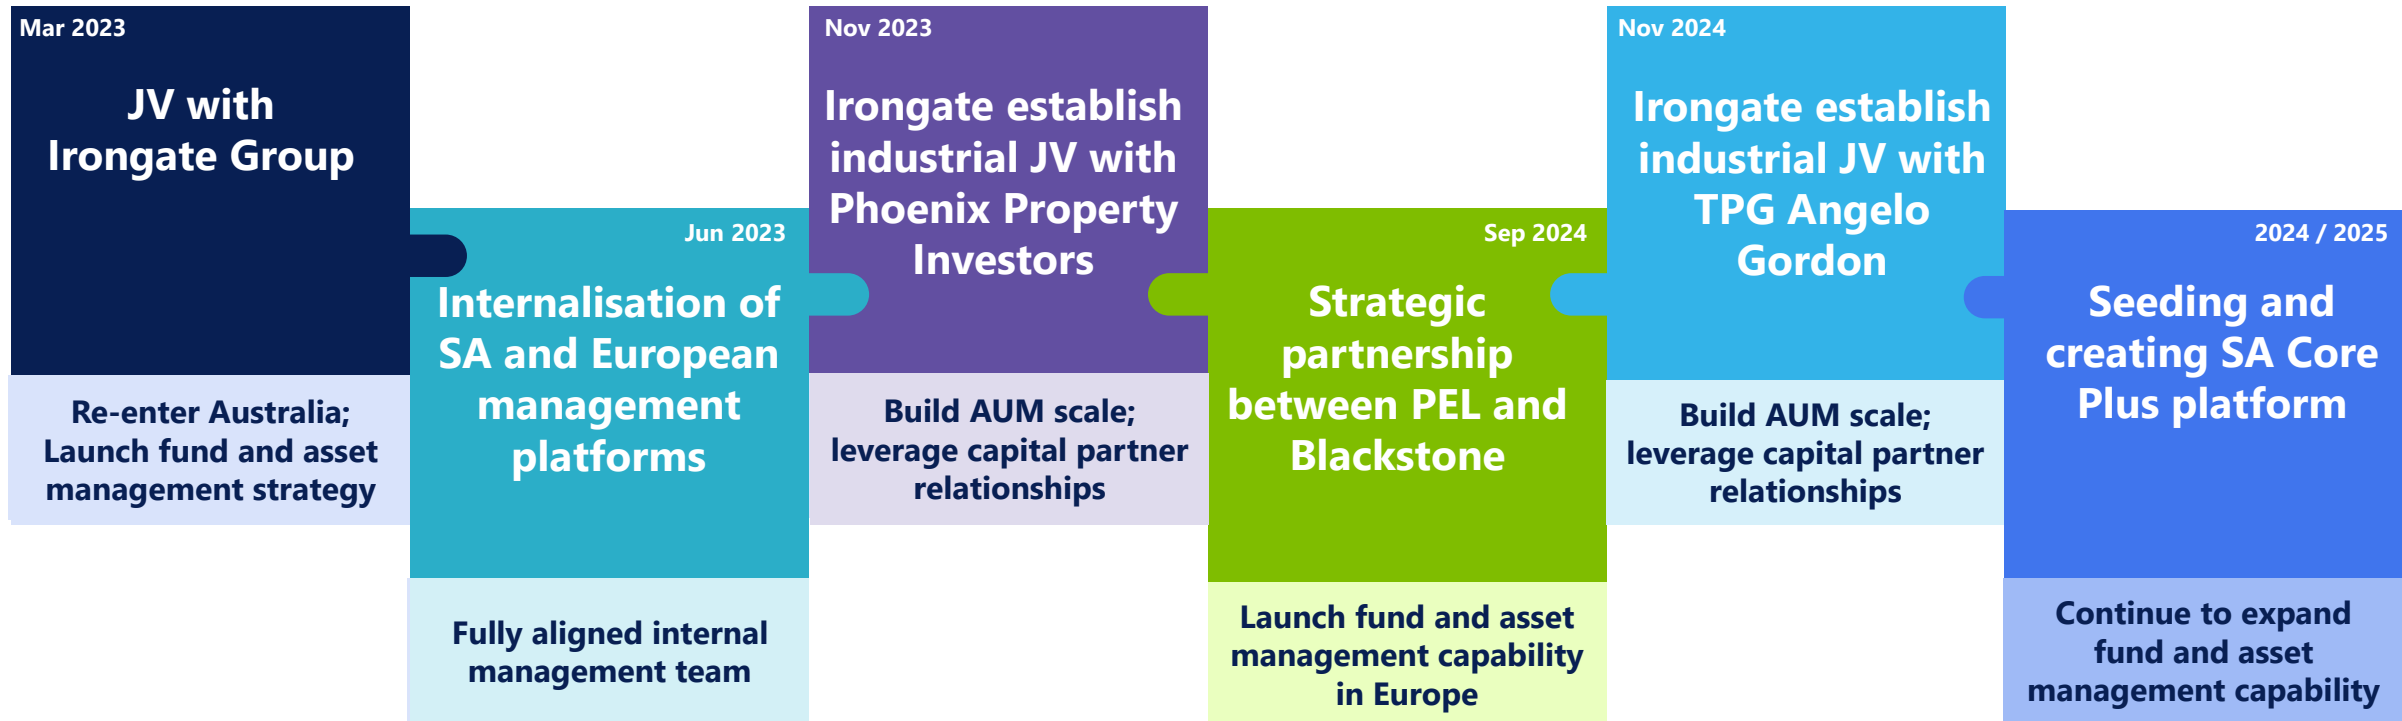 Mar 2023
JV with
Irongate Group
Re-enter Australia;
Launch fund and asset
management strategy
Jun 2023
Internalisation of
SA and European
management
platforms
Fully aligned internal
management team
Nov 2023
Irongate establish
industrial JV with
Phoenix Property
Investors
Build AUM scale;
leverage capital partner
relationships
Sep 2024
Strategic
partnership
between PEL and
Blackstone
Launch fund and asset
management capability
in Europe
Nov 2024
Irongate establish
industrial JV with
TPG Angelo
Gordon
Build AUM scale;
leverage capital partner
relationships
2024 / 2025
Seeding and
creating SA Core
Plus platform
Continue to expand
fund and asset
management capability